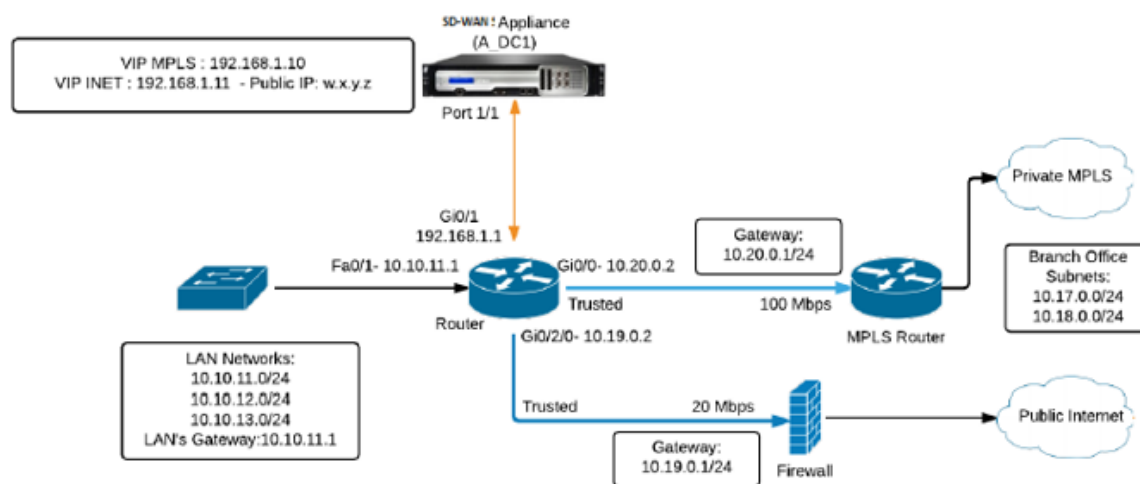 SD-WAN! Appliance
(A_DC1)
VIP MPLS : 192.168.1.10
VIP INET : 192.168.1.11 - Public IP: w.x.y.z
Port 1/1
Private MPLS
Gi0/1
192.168.1.1
Gateway:
10.20.0.1/24
Fa0/1- 10.10.11.1
Gi0/0- 10.20.0.2
Branch Office
Subnets:
10.17.0.0/24
10.18.0.0/24
Trusted
100 Mbps
Router
MPLS Router
Gi0/2/0- 10.19.0.2
LAN Networks:
10.10.11.0/24
10.10.12.0/24
10.10.13.0/24
LAN's Gateway:10.10.11.1
Trusted
20 Mbps
Public Internet
Gateway:
10.19.0.1/24
Firewall